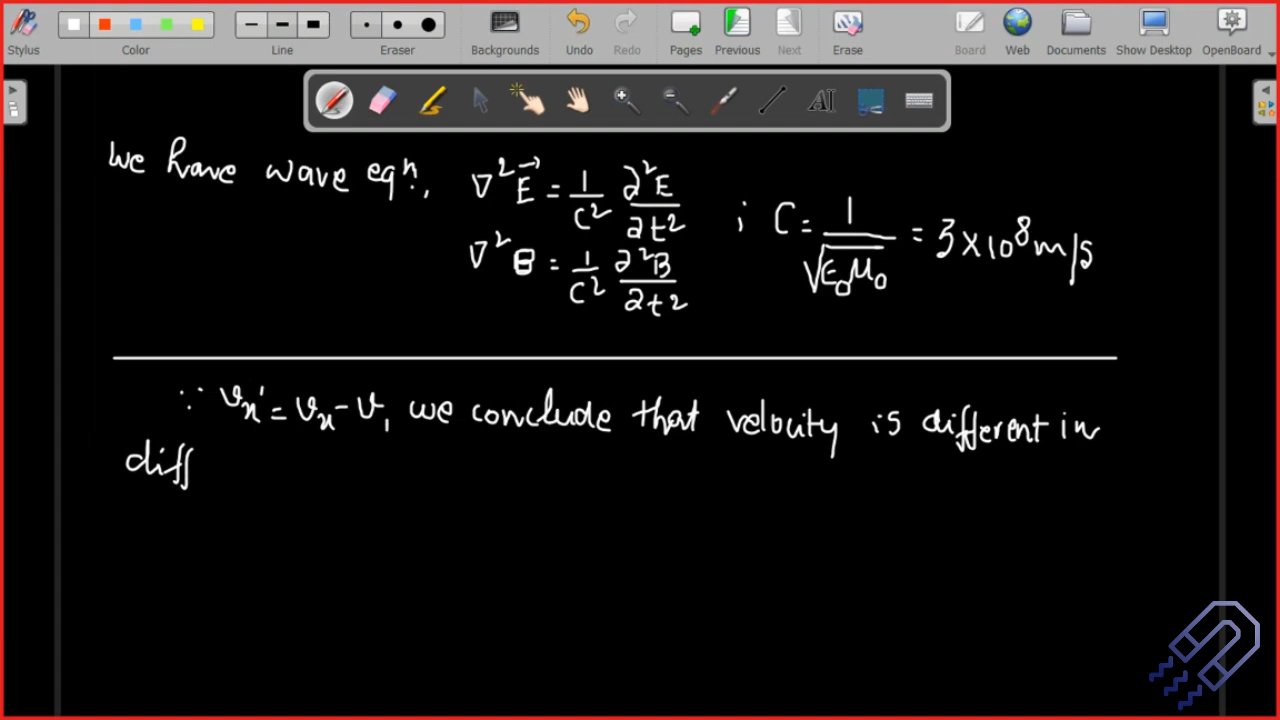 Stylus Color Line Eraser Backgrounds Undo Redo Pages Previous Next Erase Board Web Documents Show Desktop OpenBoard
We have wave eqⁿ., ∇²E⃗ = 1/c² ∂²E/∂t² ; C = 1/√ϵ₀μ₀ = 3×10⁸m/s
∇²B = 1/c² ∂²B/∂t²
∵ vₓ' = vₓ - v, we conclude that velocity is different in
diff